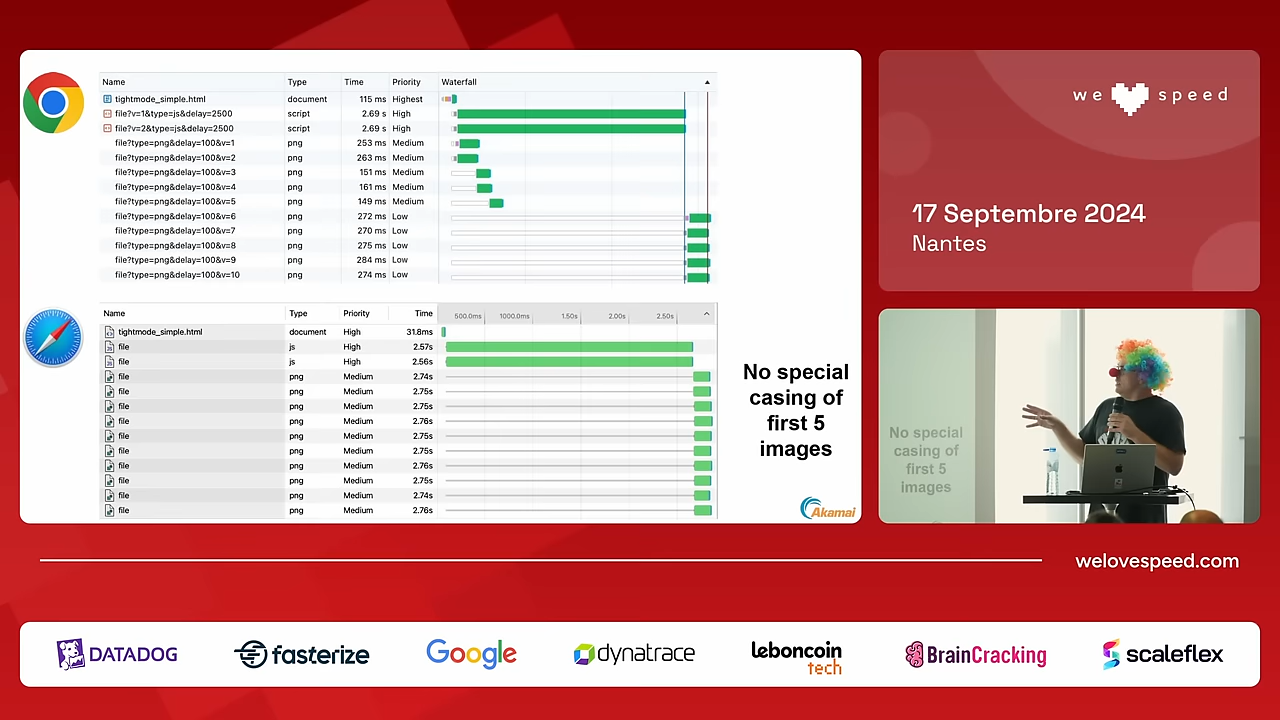 Name Type Time Priority Waterfall
tightmode_simple.html document 115 ms Highest
file?v=1&type=js&delay=2500 script 2.69 s High
file?v=2&type=js&delay=2500 script 2.69 s High
file?type=png&delay=100&v=1 png 253 ms Medium
file?type=png&delay=100&v=2 png 263 ms Medium
file?type=png&delay=100&v=3 png 151 ms Medium
file?type=png&delay=100&v=4 png 161 ms Medium
file?type=png&delay=100&v=5 png 149 ms Medium
file?type=png&delay=100&v=6 png 272 ms Low
file?type=png&delay=100&v=7 png 270 ms Low
file?type=png&delay=100&v=8 png 275 ms Low
file?type=png&delay=100&v=9 png 284 ms Low
file?type=png&delay=100&v=10 png 274 ms Low
Name Type Priority Time 500.0ms 1000.0ms 1.50s 2.00s 2.50s
tightmode_simple.html document High 31.8ms
file js High 2.57s
file js High 2.56s
file png Medium 2.74s
file png Medium 2.75s
file png Medium 2.75s
file png Medium 2.76s
file png Medium 2.75s
file png Medium 2.75s
file png Medium 2.76s
file png Medium 2.75s
file png Medium 2.74s
file png Medium 2.76s
No special
casing of
first 5
images
Akamai
we speed
17 Septembre 2024
Nantes
No special
casing of
first 5
images
welovespeed.com
DATADOG
fasterize
Google
dynatrace
leboncoin
tech
BrainCracking
scaleflex